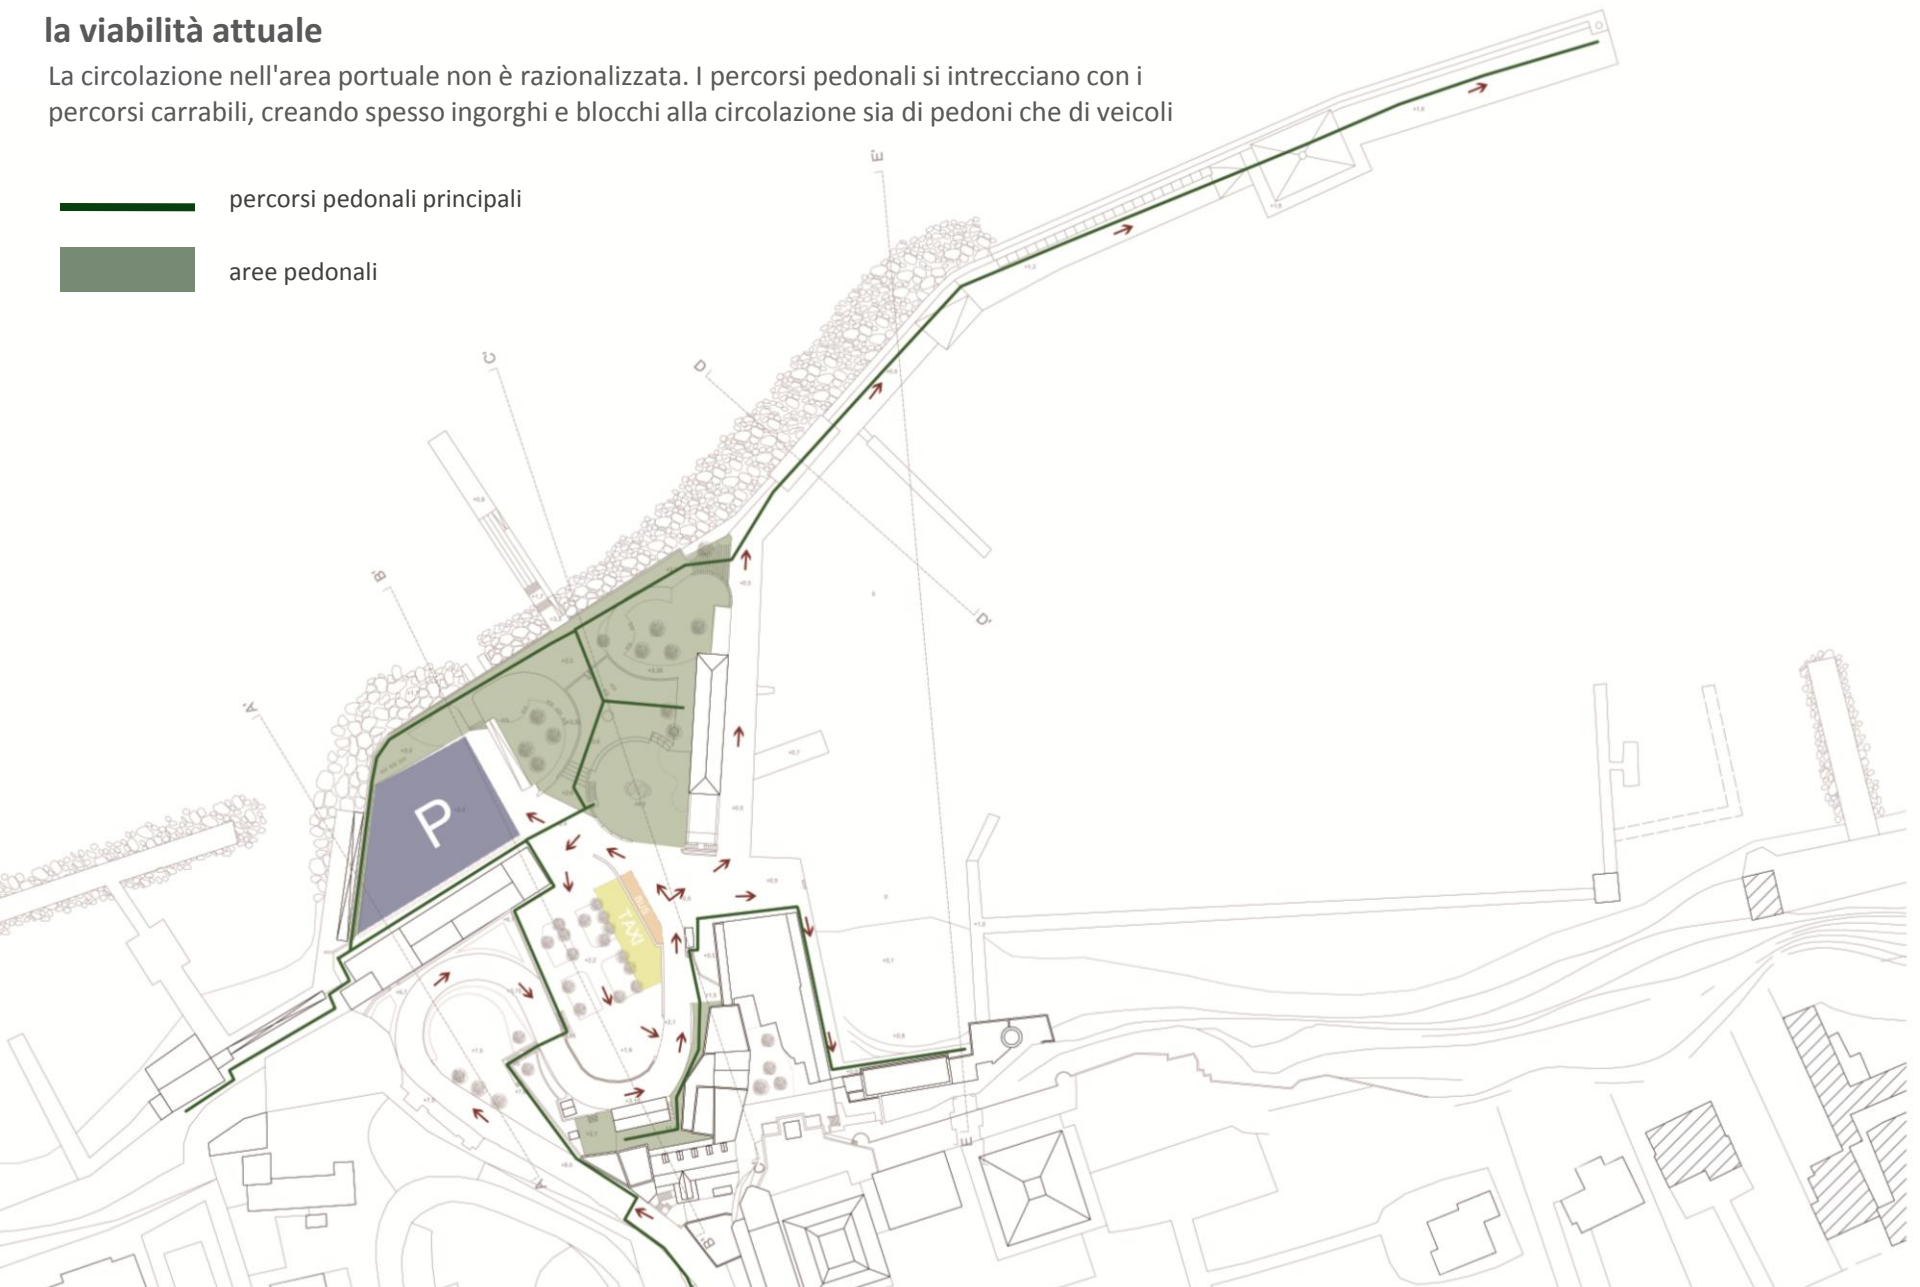 la viabilità attuale
La circolazione nell'area portuale non è razionalizzata. I percorsi pedonali si intrecciano con i
percorsi carrabili, creando spesso ingorghi e blocchi alla circolazione sia di pedoni che di veicoli
percorsi pedonali principali
aree pedonali
E'
C'
D
B'
D'
A'
P
BUS
TAXI
E
C
A
B